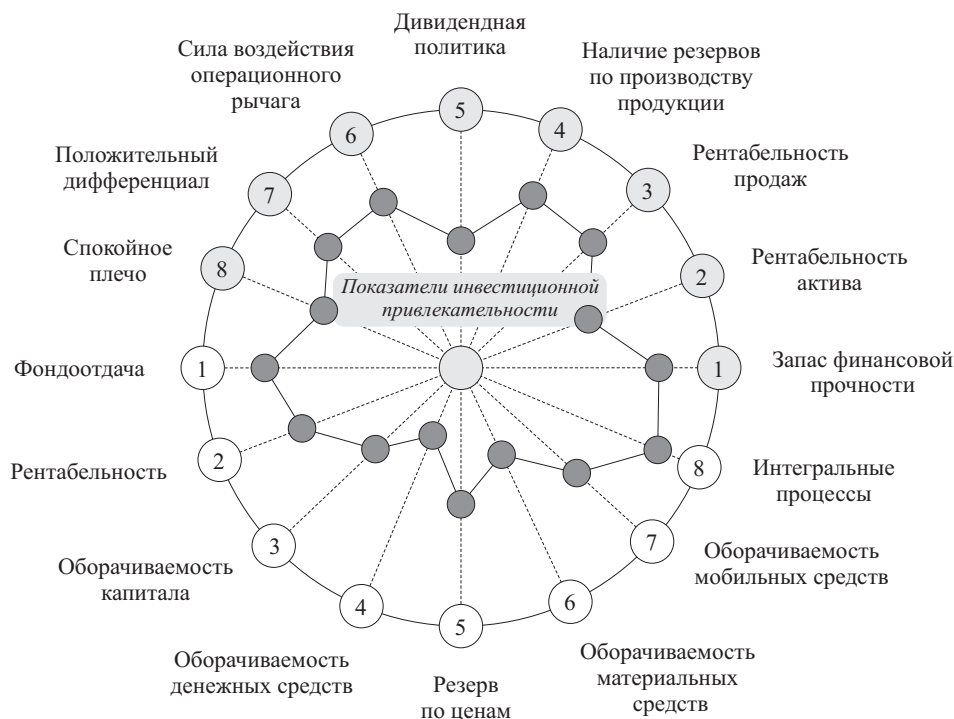 Дивидендная
политика
Сила воздействия
операционного
рычага
Наличие резервов
по производству
продукции
5
6
4
Положительный
дифференциал
Рентабельность
продаж
7
3
Спокойное
плечо
Рентабельность
актива
8
2
Показатели инвестиционной
привлекательности
Фондоотдача
1
1
Запас финансовой
прочности
Рентабельность
2
8
Интегральные
процессы
3
7
Оборачиваемость
капитала
Оборачиваемость
мобильных средств
4
6
5
Оборачиваемость
денежных средств
Резерв
по ценам
Оборачиваемость
материальных
средств